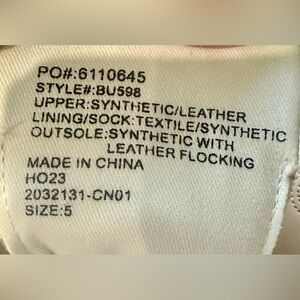 PO#:6110645
STYLE#:BU598
UPPER:SYNTHETIC/LEATHER
LINING/SOCK:TEXTILE/SYNTHETIC
OUTSOLE:SYNTHETIC WITH
LEATHER FLOCKING
MADE IN CHINA
HO23
2032131-CN01
SIZE:5